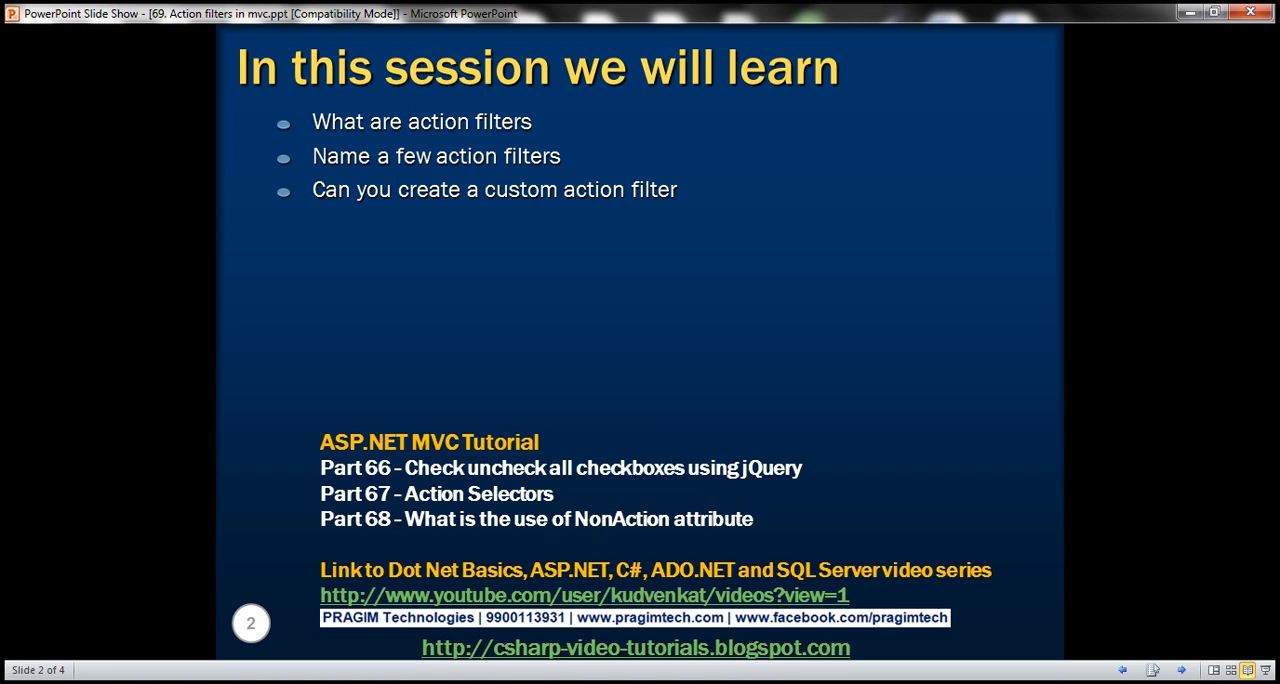 PowerPoint Slide Show - [69. Action filters in mvc.ppt [Compatibility Mode]] - Microsoft PowerPoint
In this session we will learn
What are action filters
Name a few action filters
Can you create a custom action filter
ASP.NET MVC Tutorial
Part 66 - Check uncheck all checkboxes using jQuery
Part 67 - Action Selectors
Part 68 - What is the use of NonAction attribute
Link to Dot Net Basics, ASP.NET, C#, ADO.NET and SQL Server video series
http://www.youtube.com/user/kudvenkat/videos?view=1
PRAGIM Technologies | 9900113931 | www.pragimtech.com | www.facebook.com/pragimtech
2
http://csharp-video-tutorials.blogspot.com
Slide 2 of 4